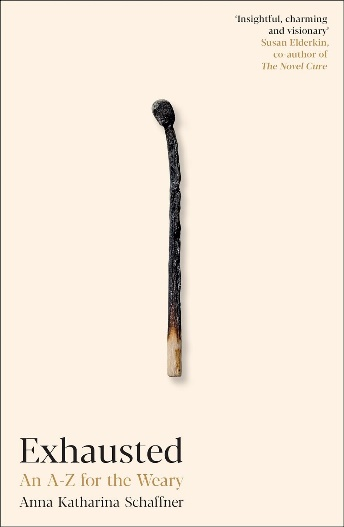 ‘Insightful, charming
and visionary’
Susan Elderkin,
co-author of
The Novel Cure
Exhausted
An A-Z for the Weary
Anna Katharina Schaffner